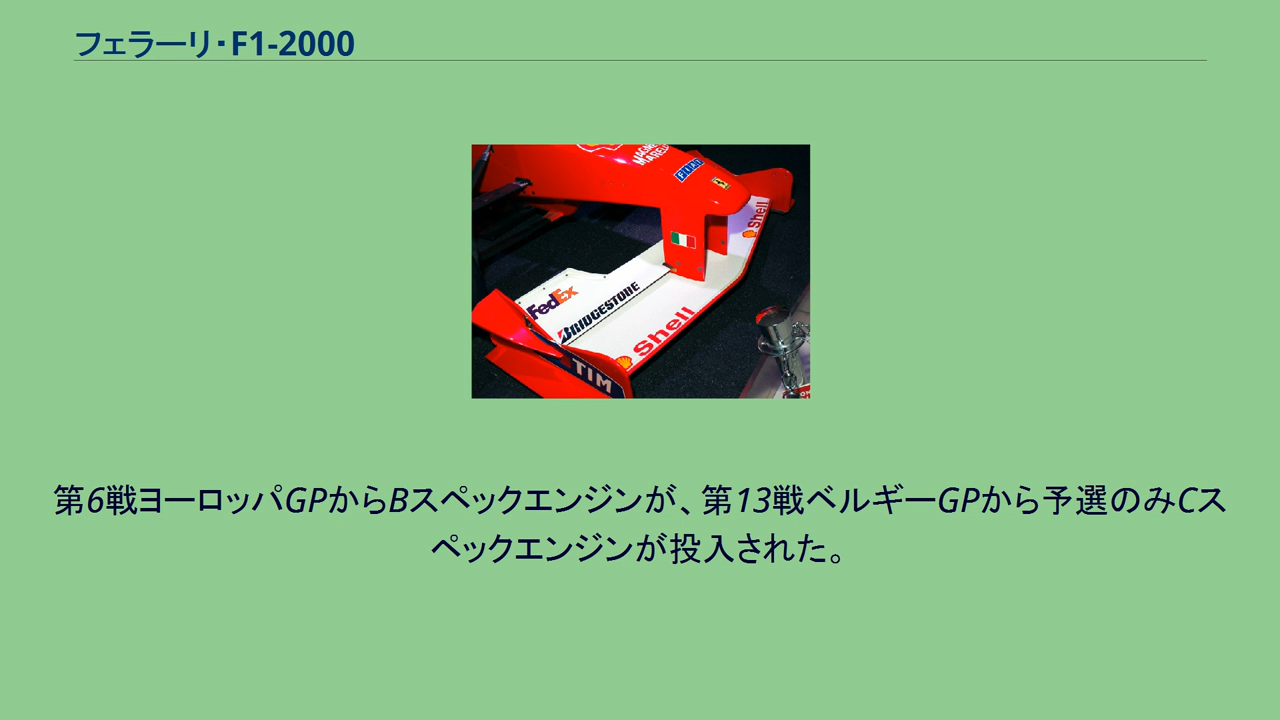 フェラーリ・F1-2000
FIAT
Shell
FedEx
BRIDGESTONE
Shell
TIM
第6戦ヨーロッパGPからBスペックエンジンが、第13戦ベルギーGPから予選のみCス
ペックエンジンが投入された。